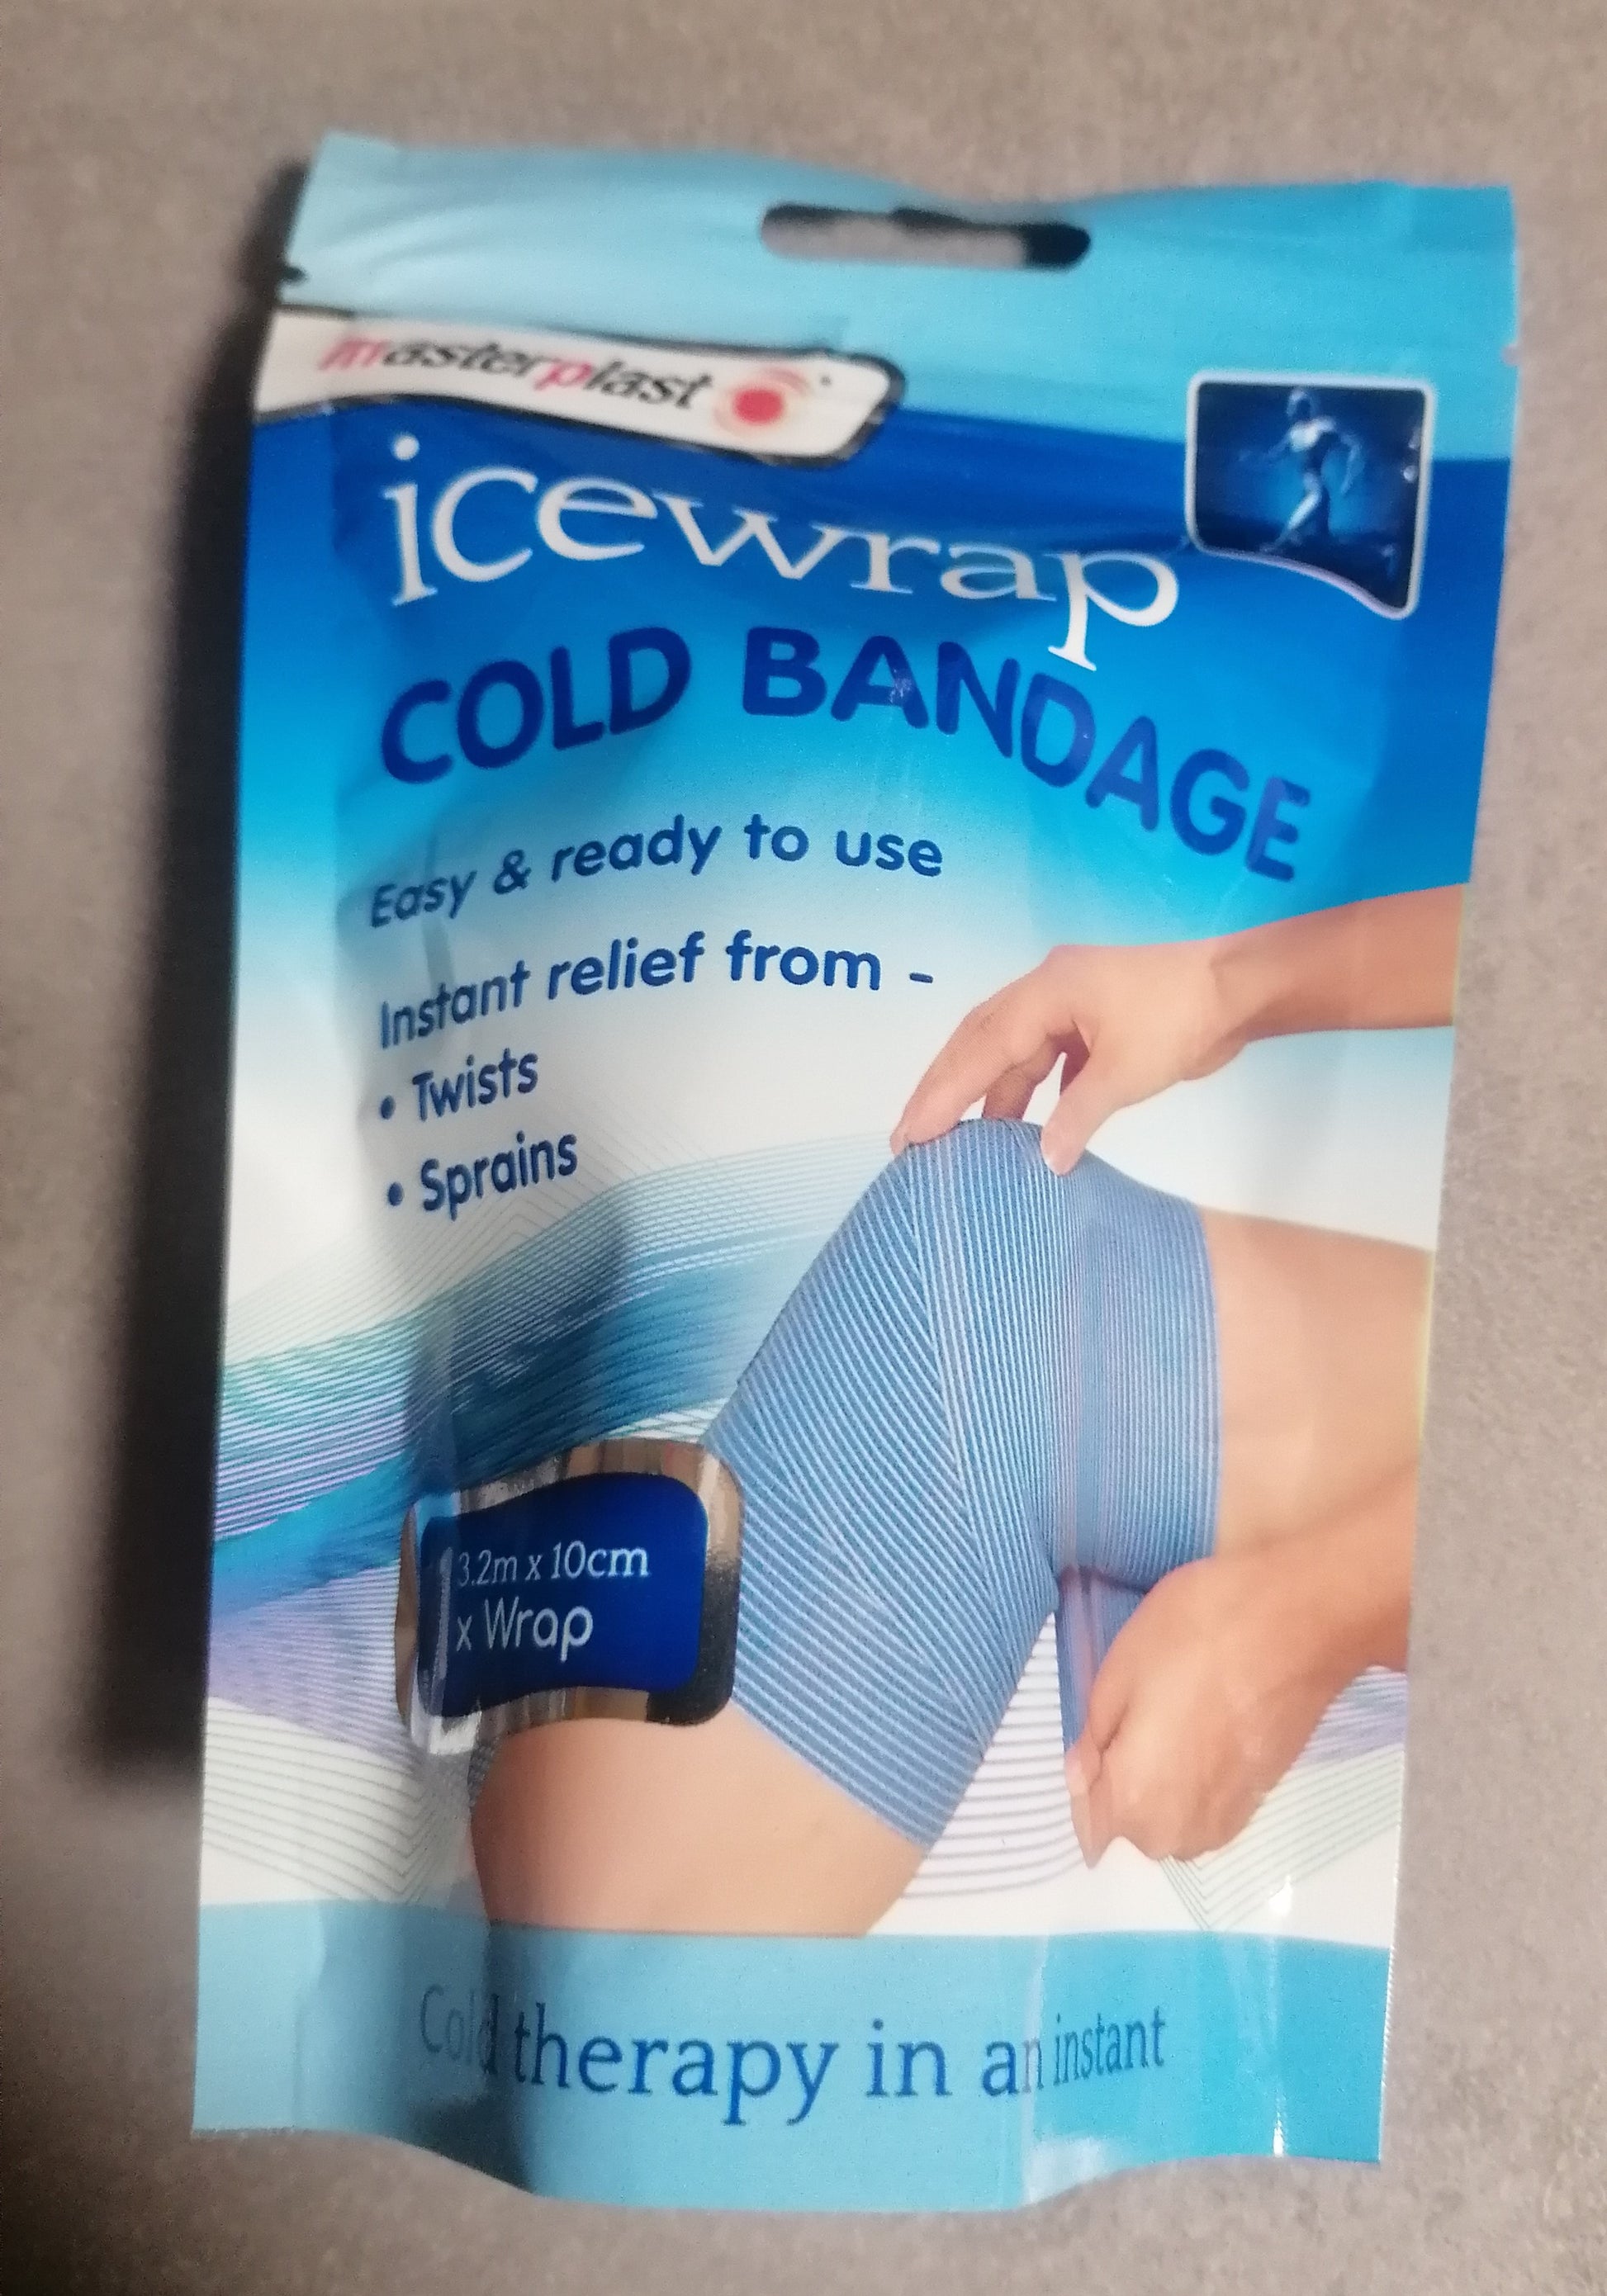 masterplast
icewrap
COLD BANDAGE
Easy & ready to use
Instant relief from -
• Twists
• Sprains
1 3.2m x 10cm
x Wrap
Cold therapy in an instant